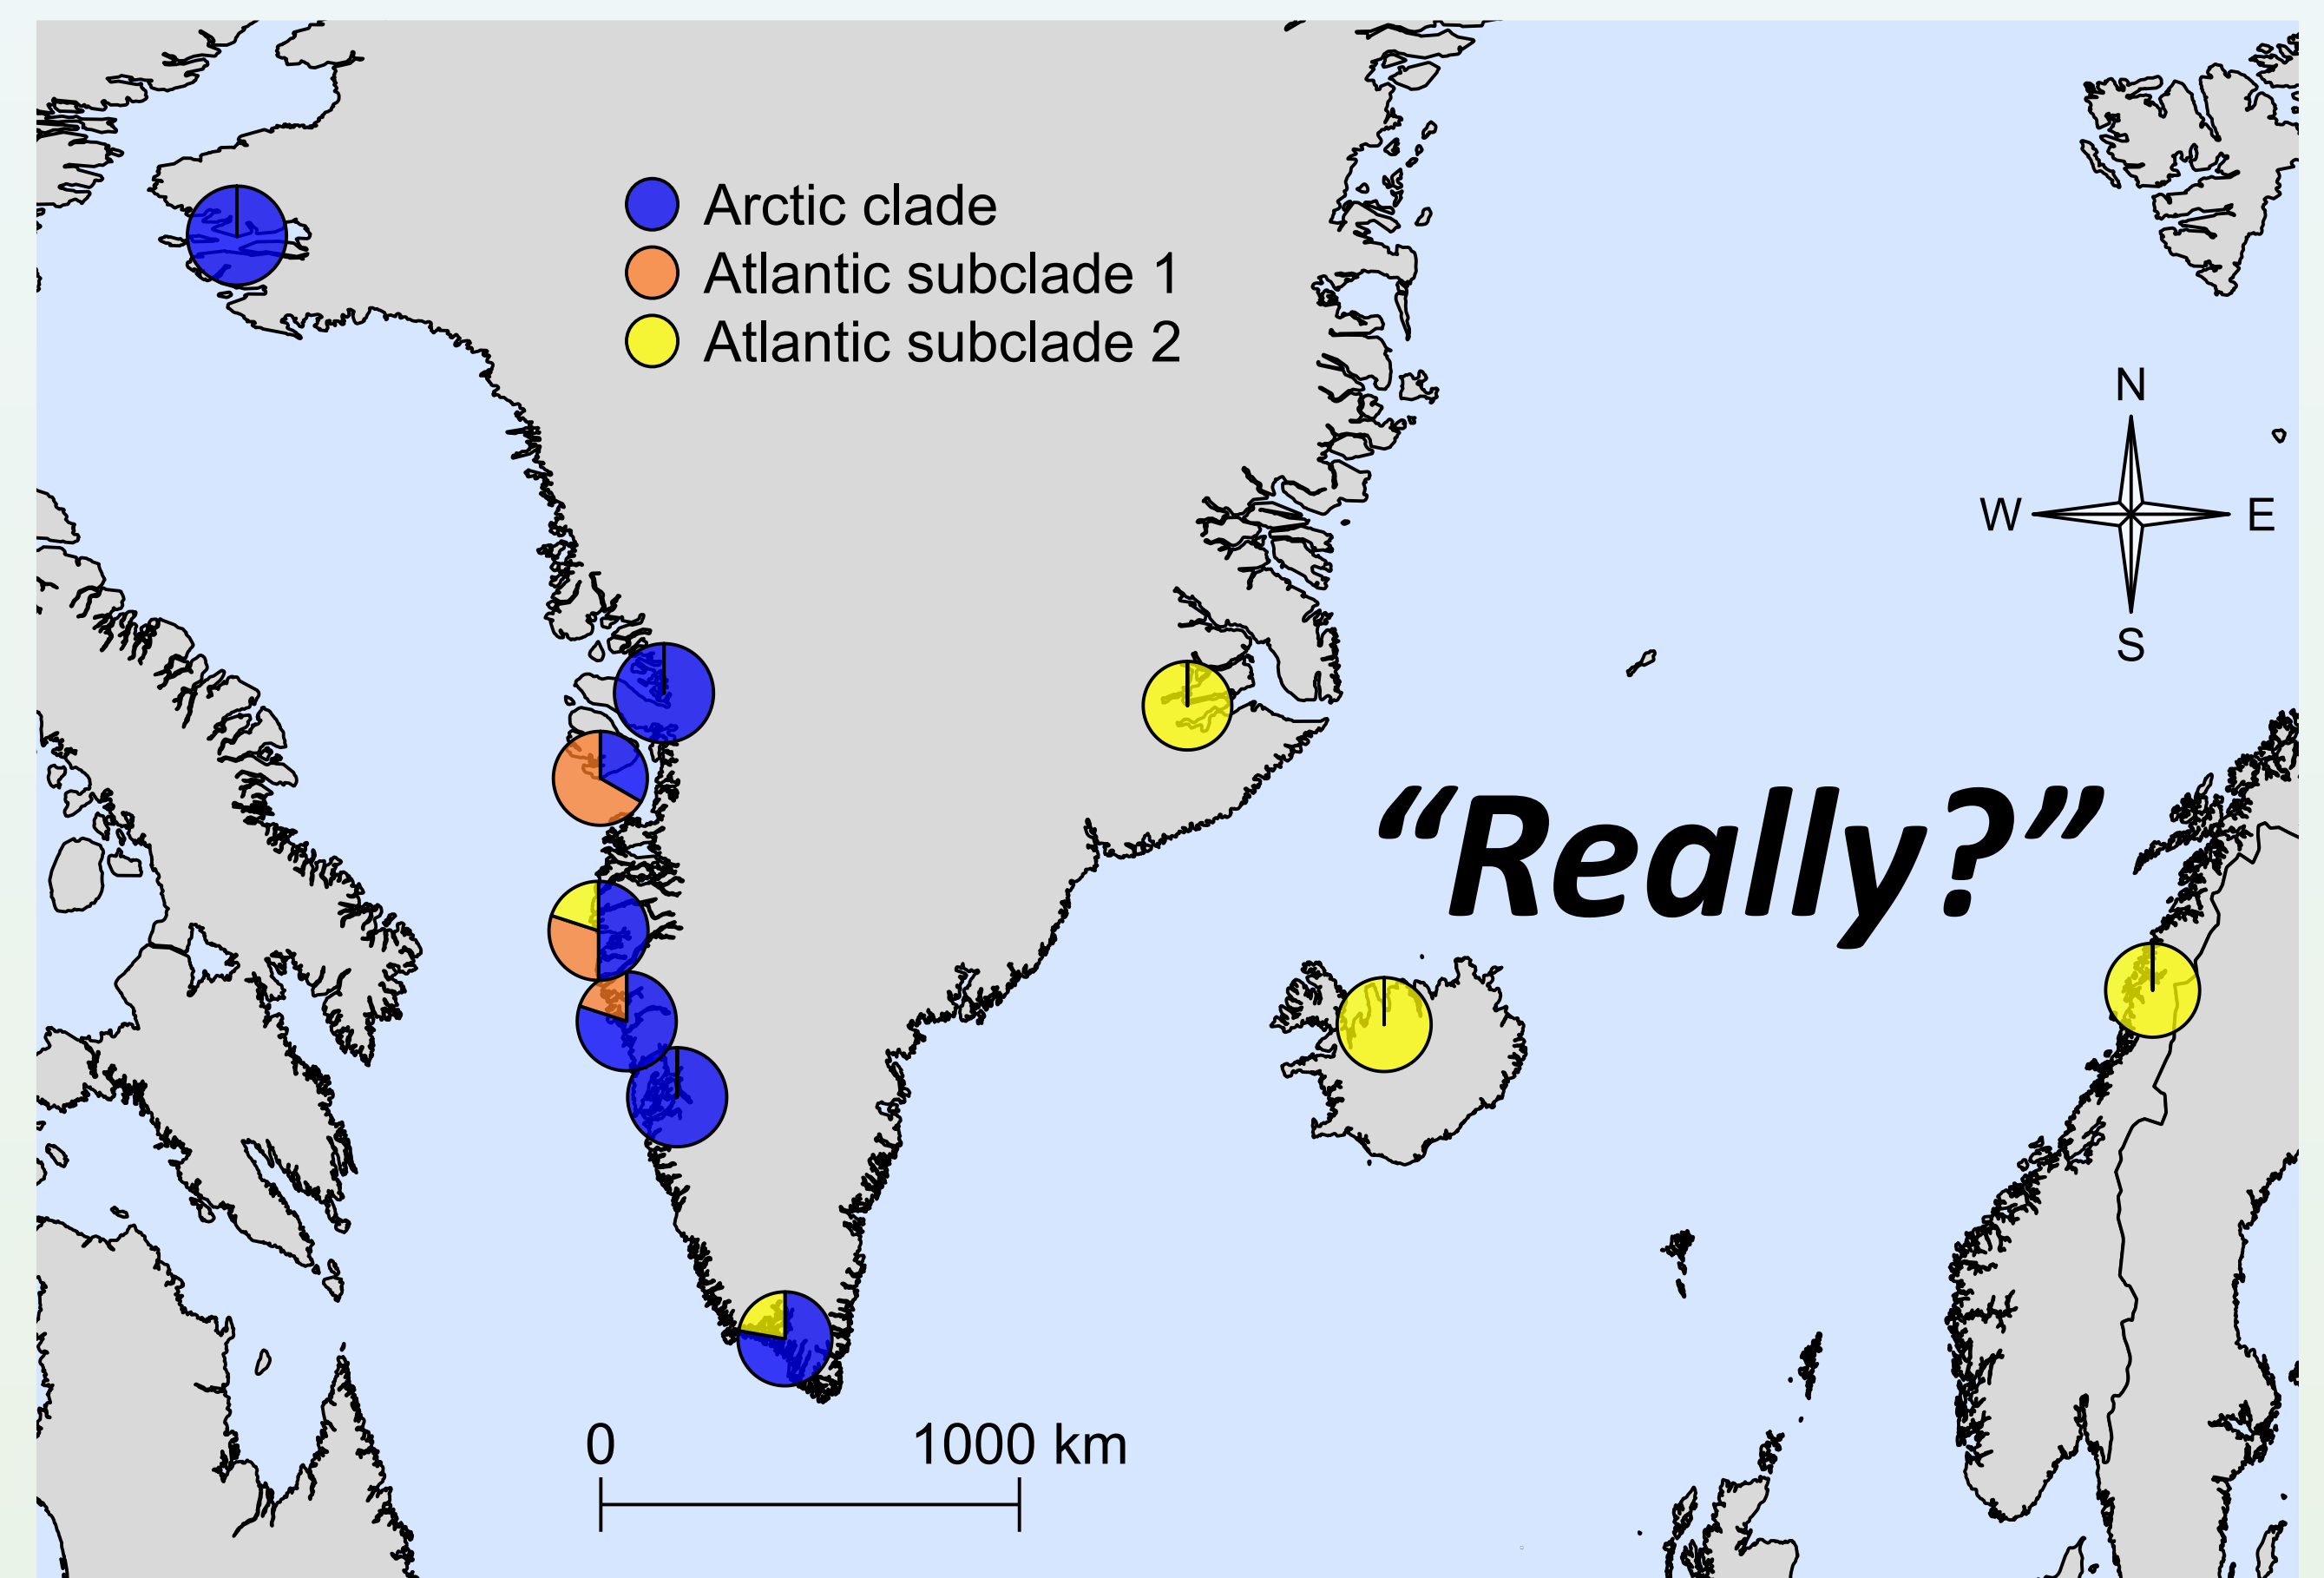 Arctic clade
Atlantic subclade 1
Atlantic subclade 2
N
W E
S
“Really?”
0 1000 km